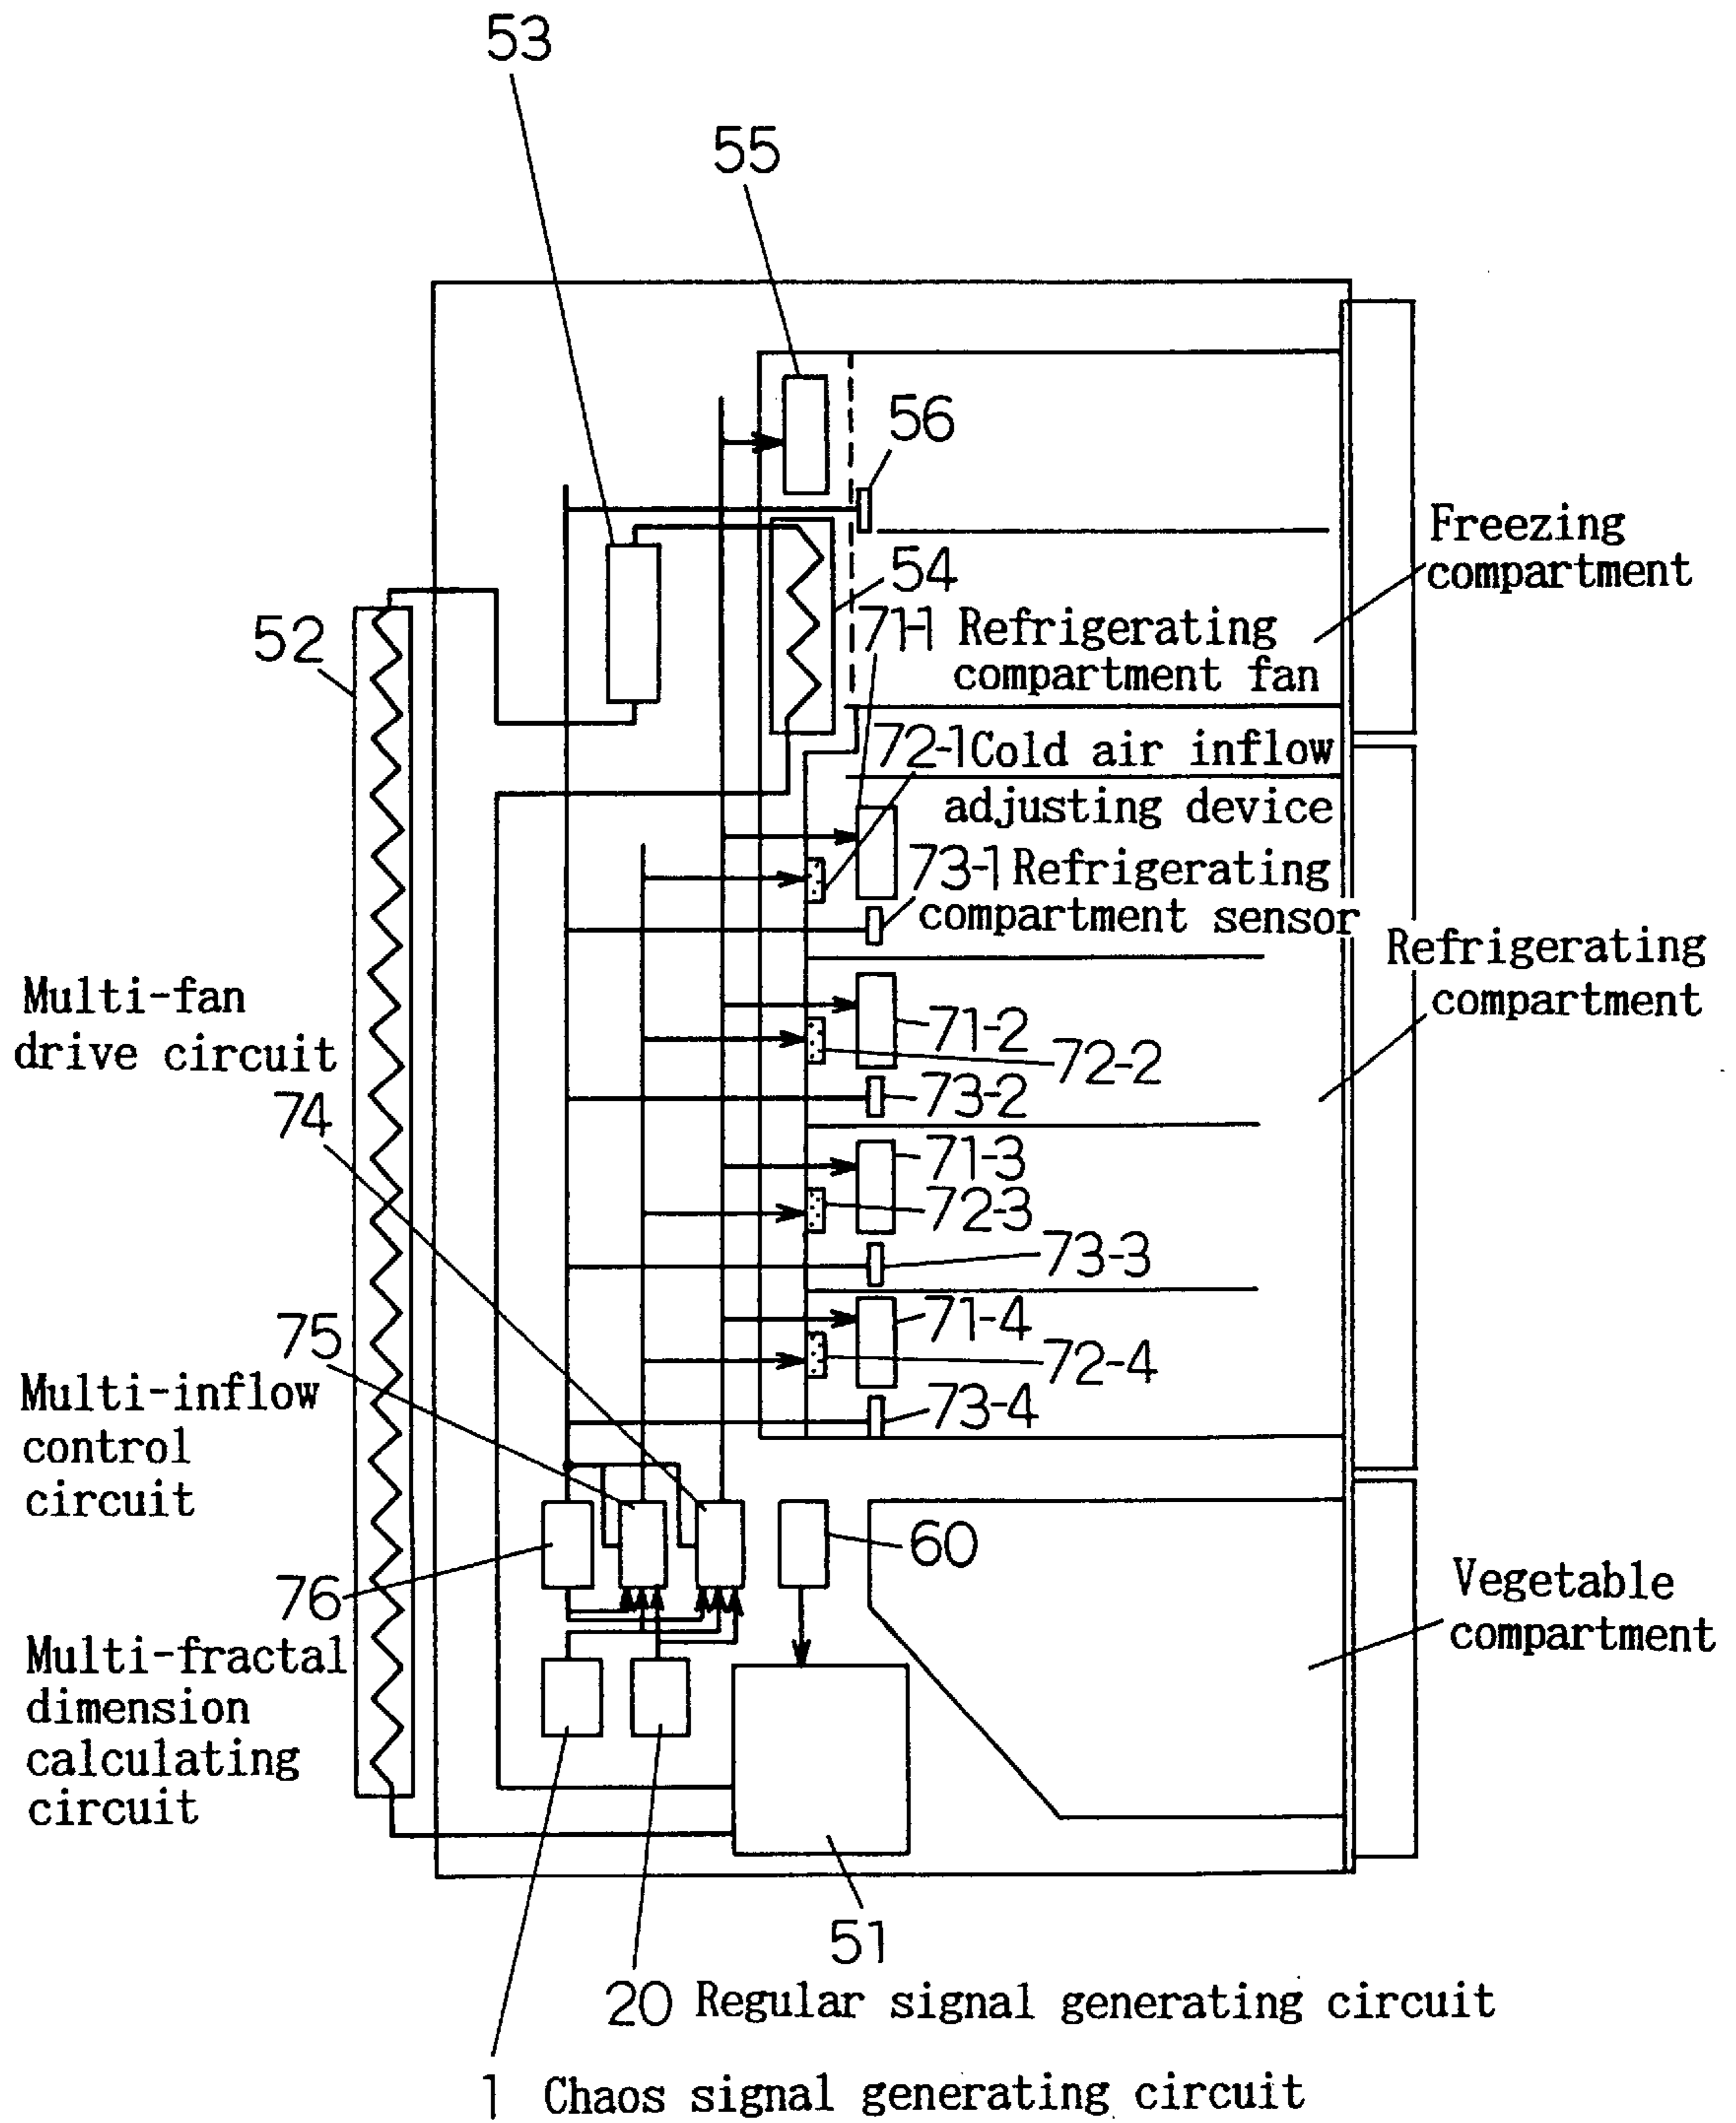 53
55
56
Freezing
compartment
54
52
71-1 Refrigerating
compartment fan
72-1 Cold air inflow
adjusting device
73-1 Refrigerating
compartment sensor
Refrigerating
compartment
Multi-fan
drive circuit
74
71-2
72-2
73-2
71-3
72-3
73-3
71-4
72-4
73-4
75
Multi-inflow
control
circuit
60
76
Multi-fractal
dimension
calculating
circuit
Vegetable
compartment
51
20 Regular signal generating circuit
1 Chaos signal generating circuit